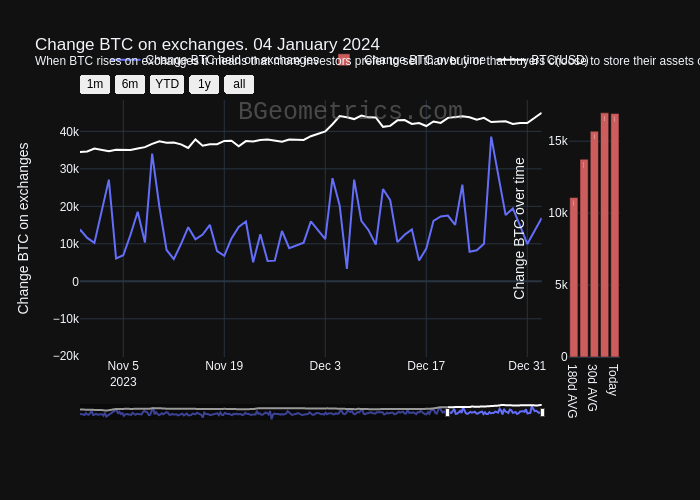 Change BTC on exchanges. 04 January 2024
When BTC rises on exchanges it means that more investors prefer to sell than buy or that buyers choose to store their assets o
Change BTC held on exchanges
Change BTC over time
BTC(USD)
1m 6m YTD 1y all
BGeometrics.com
Change BTC on exchanges
40k
30k
20k
10k
0
−10k
−20k
Nov 5
2023
Nov 19
Dec 3
Dec 17
Dec 31
Change BTC over time
15k
10k
5k
0
180d AVG
30d AVG
Today